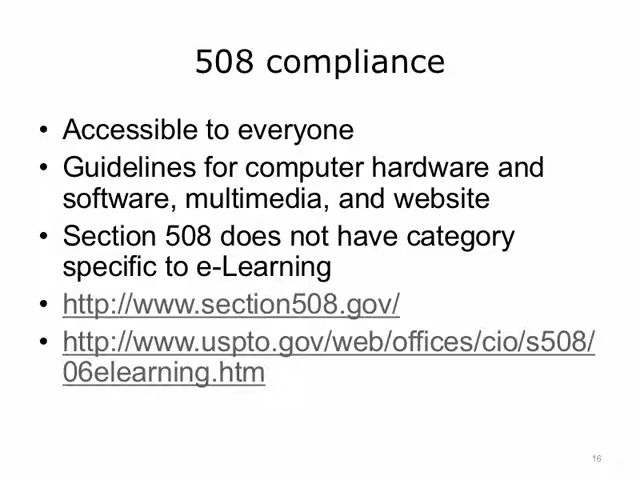 508 compliance
• Accessible to everyone
• Guidelines for computer hardware and
software, multimedia, and website
• Section 508 does not have category
specific to e-Learning
• http://www.section508.gov/
• http://www.uspto.gov/web/offices/cio/s508/
06elearning.htm
16